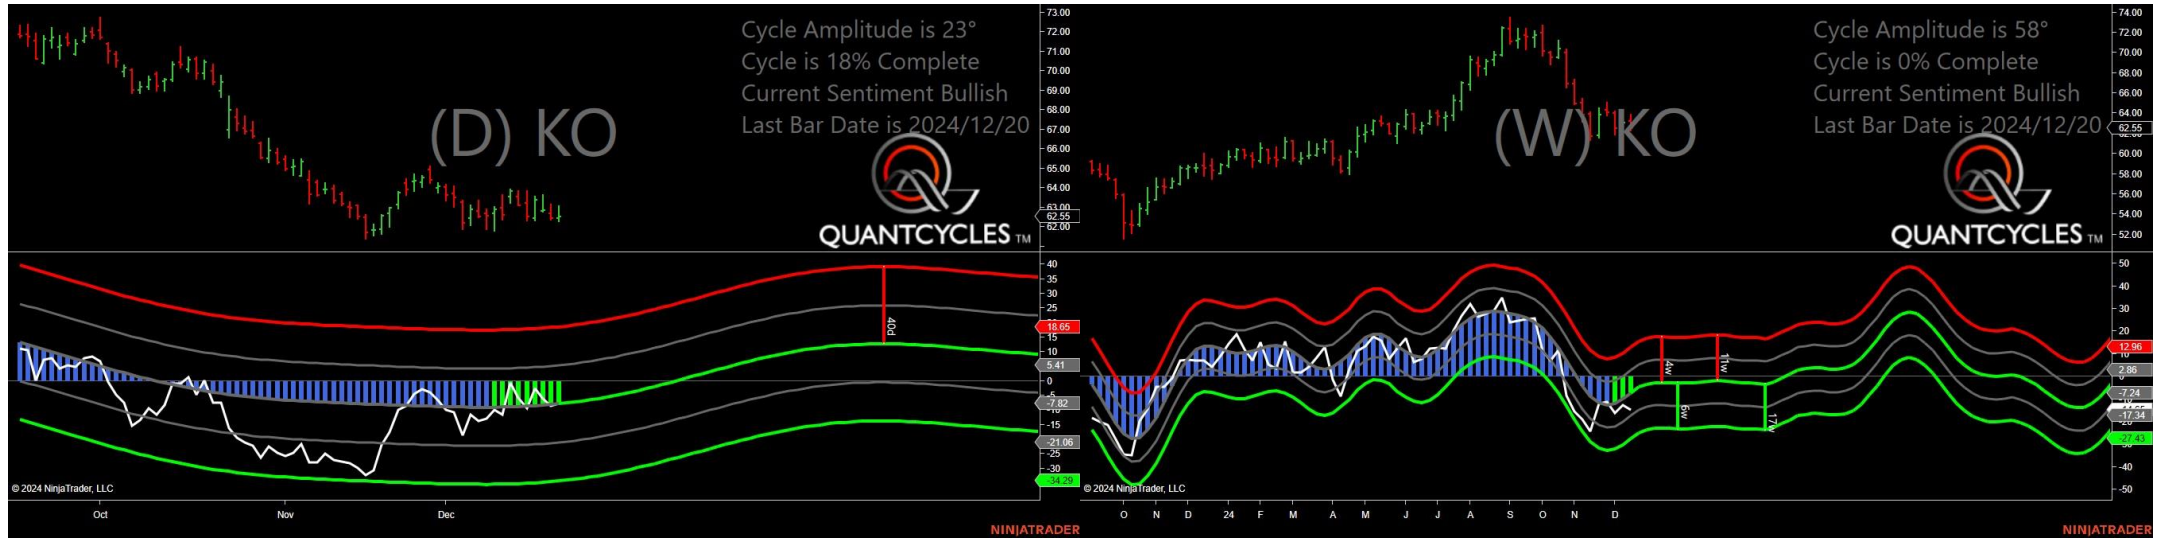 Cycle Amplitude is 23°
Cycle is 18% Complete
Current Sentiment Bullish
Last Bar Date is 2024/12/20
(D) KO
QUANTCYCLES TM
73.00
72.00
71.00
70.00
69.00
68.00
67.00
66.00
65.00
64.00
63.00
62.55
62.00
40
35
30
25
18.65
15
10
5.41
0
-7.82
-10
-15
-21.06
-25
-30
-34.29
40d
© 2024 NinjaTrader, LLC
Oct Nov Dec
NINJATRADER
Cycle Amplitude is 58°
Cycle is 0% Complete
Current Sentiment Bullish
Last Bar Date is 2024/12/20
(W) KO
QUANTCYCLES TM
74.00
72.00
70.00
68.00
66.00
64.00
62.55
60.00
58.00
56.00
54.00
52.00
50
40
30
20
12.96
2.86
-7.24
-17.34
-27.43
-40
-50
4w
11w
6w
17w
© 2024 NinjaTrader, LLC
O N D 24 F M A M J J A S O N D
NINJATRADER